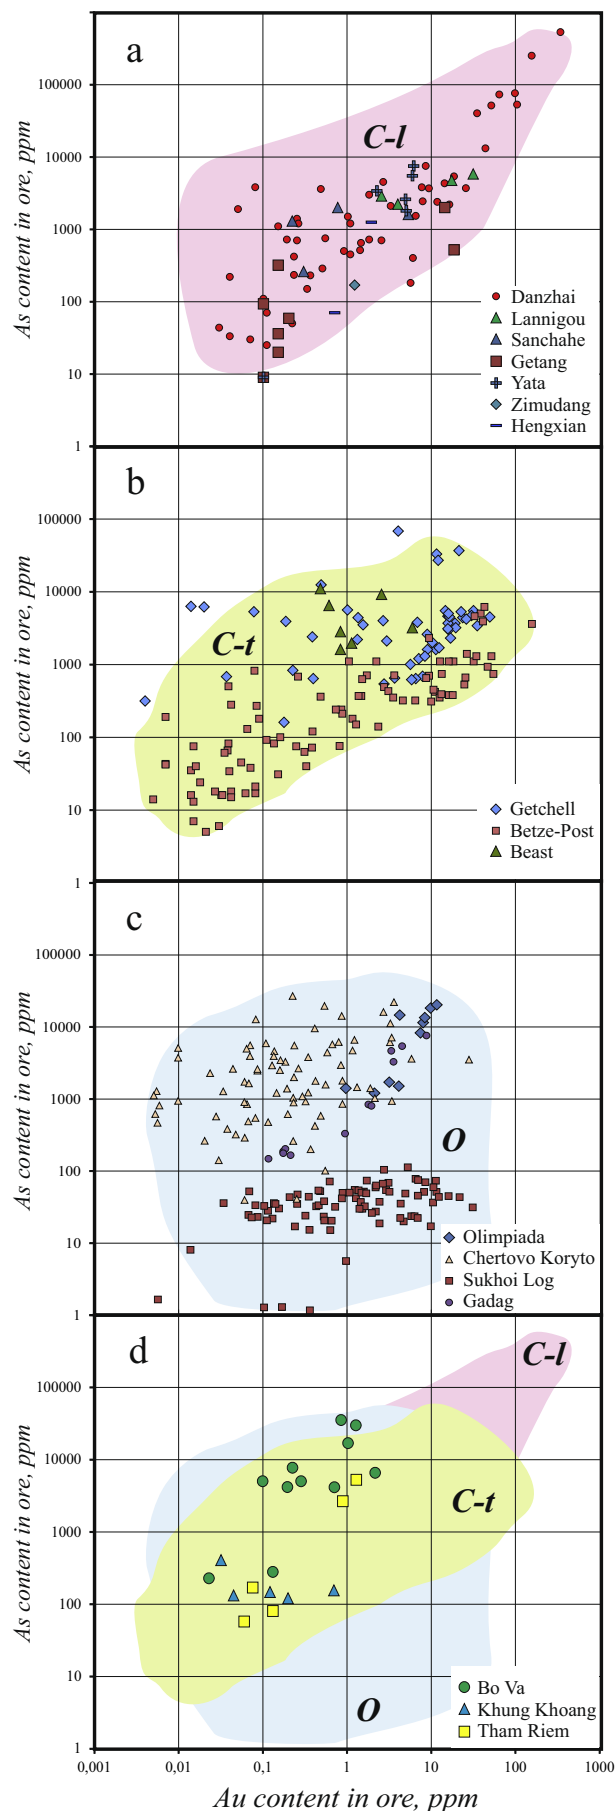 a
C-l
As content in ore, ppm
100000
10000
1000
100
10
1
Danzhai
Lannigou
Sanchahe
Getang
Yata
Zimudang
Hengxian
b
C-t
As content in ore, ppm
100000
10000
1000
100
10
1
Getchell
Betze-Post
Beast
c
O
As content in ore, ppm
100000
10000
1000
100
10
1
Olimpiada
Chertovo Koryto
Sukhoi Log
Gadag
d
C-l
C-t
O
As content in ore, ppm
100000
10000
1000
100
10
1
Bo Va
Khung Khoang
Tham Riem
0,001 0,01 0,1 1 10 100 1000
Au content in ore, ppm